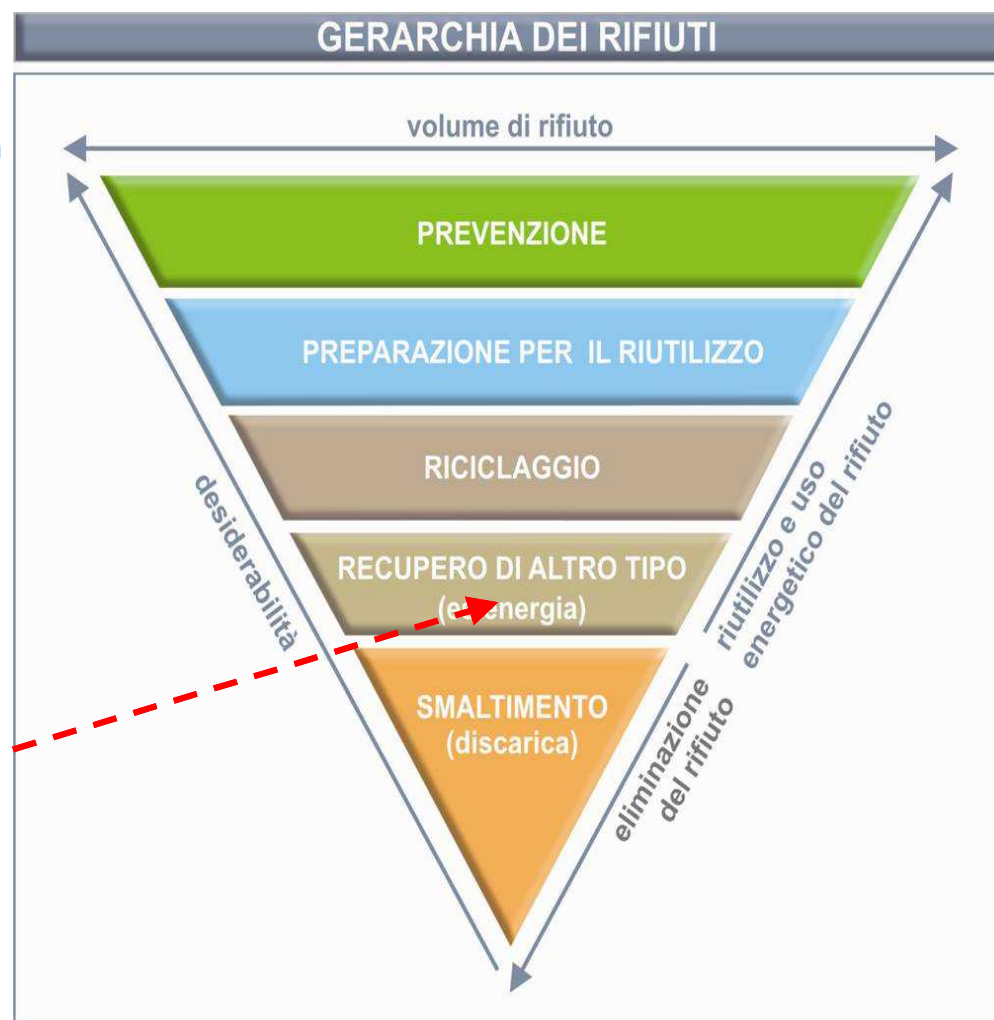 GERARCHIA DEI RIFIUTI
volume di rifiuto
PREVENZIONE
PREPARAZIONE PER IL RIUTILIZZO
RICICLAGGIO
RECUPERO DI ALTRO TIPO
energia)
SMALTIMENTO
(discarica)
desiderabilità
riutilizzo e uso
energetico del rifiuto
eliminazione
del rifiuto